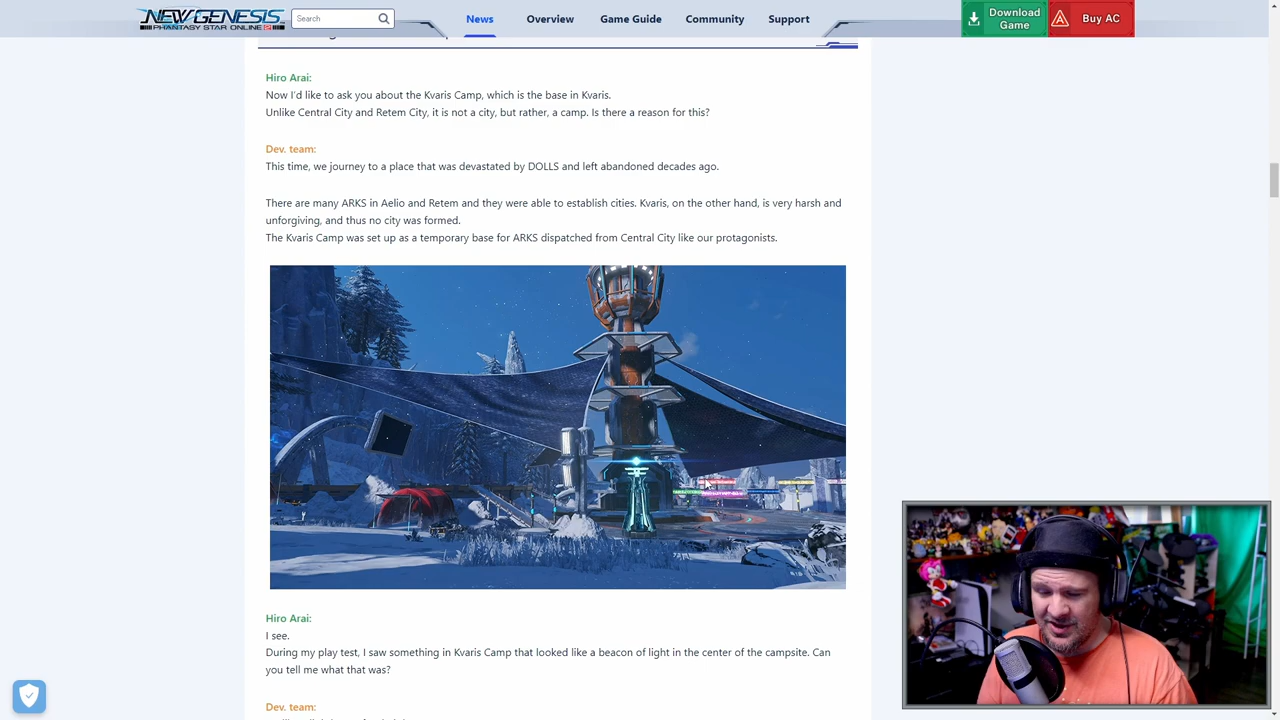 NEW GENESIS
PHANTASY STAR ONLINE 2
Search
News
Overview
Game Guide
Community
Support
Download
Game
Buy AC
Hiro Arai:
Now I'd like to ask you about the Kvaris Camp, which is the base in Kvaris.
Unlike Central City and Retem City, it is not a city, but rather, a camp. Is there a reason for this?
Dev. team:
This time, we journey to a place that was devastated by DOLLS and left abandoned decades ago.
There are many ARKS in Aelio and Retem and they were able to establish cities. Kvaris, on the other hand, is very harsh and
unforgiving, and thus no city was formed.
The Kvaris Camp was set up as a temporary base for ARKS dispatched from Central City like our protagonists.
Hiro Arai:
I see.
During my play test, I saw something in Kvaris Camp that looked like a beacon of light in the center of the campsite. Can
you tell me what that was?
Dev. team: